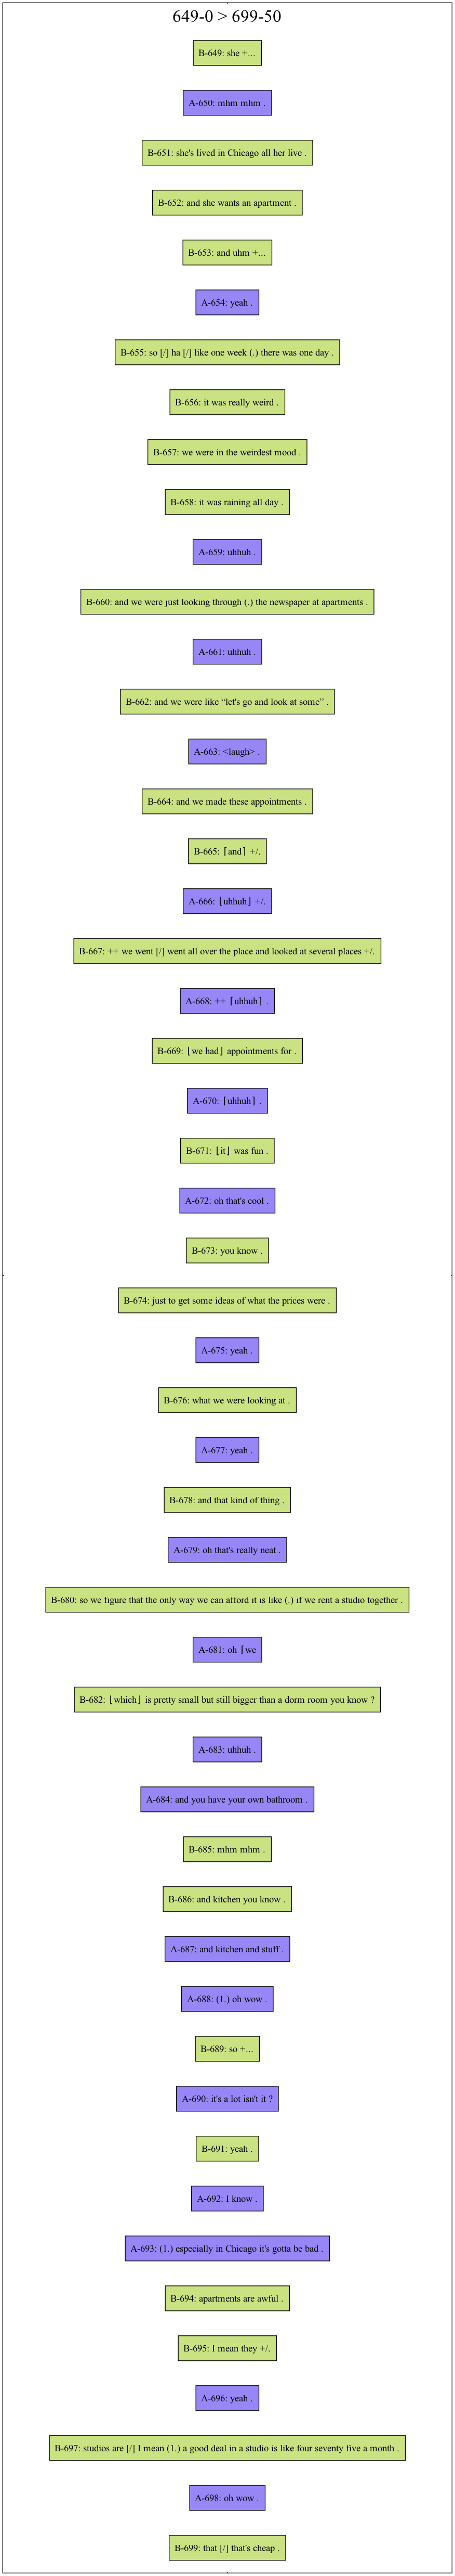 649-0 > 699-50
B-649: she +...
A-650: mhm mhm .
B-651: she's lived in Chicago all her live .
B-652: and she wants an apartment .
B-653: and uhm +...
A-654: yeah .
B-655: so [/] ha [/] like one week (.) there was one day .
B-656: it was really weird .
B-657: we were in the weirdest mood .
B-658: it was raining all day .
A-659: uhhuh .
B-660: and we were just looking through (.) the newspaper at apartments .
A-661: uhhuh .
B-662: and we were like “let's go and look at some” .
A-663: <laugh> .
B-664: and we made these appointments .
B-665: ⌈and⌉ +/.
A-666: ⌊uhhuh⌋ +/.
B-667: ++ we went [/] went all over the place and looked at several places +/.
A-668: ++ ⌈uhhuh⌉ .
B-669: ⌊we had⌋ appointments for .
A-670: ⌈uhhuh⌉ .
B-671: ⌊it⌋ was fun .
A-672: oh that's cool .
B-673: you know .
B-674: just to get some ideas of what the prices were .
A-675: yeah .
B-676: what we were looking at .
A-677: yeah .
B-678: and that kind of thing .
A-679: oh that's really neat .
B-680: so we figure that the only way we can afford it is like (.) if we rent a studio together .
A-681: oh ⌈we
B-682: ⌊which⌋ is pretty small but still bigger than a dorm room you know ?
A-683: uhhuh .
A-684: and you have your own bathroom .
B-685: mhm mhm .
B-686: and kitchen you know .
A-687: and kitchen and stuff .
A-688: (1.) oh wow .
B-689: so +...
A-690: it's a lot isn't it ?
B-691: yeah .
A-692: I know .
A-693: (1.) especially in Chicago it's gotta be bad .
B-694: apartments are awful .
B-695: I mean they +/.
A-696: yeah .
B-697: studios are [/] I mean (1.) a good deal in a studio is like four seventy five a month .
A-698: oh wow .
B-699: that [/] that's cheap .